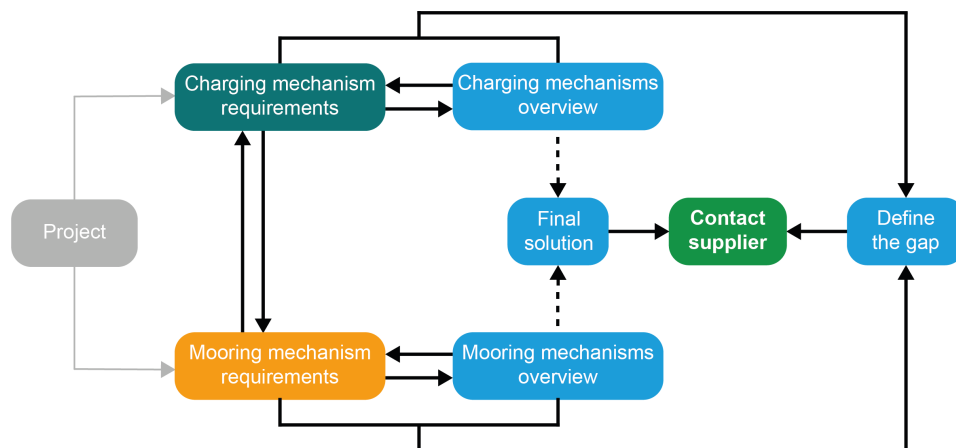 Charging mechanism
requirements
Charging mechanisms
overview
Project
Final
solution
Contact
supplier
Define
the gap
Mooring mechanism
requirements
Mooring mechanisms
overview